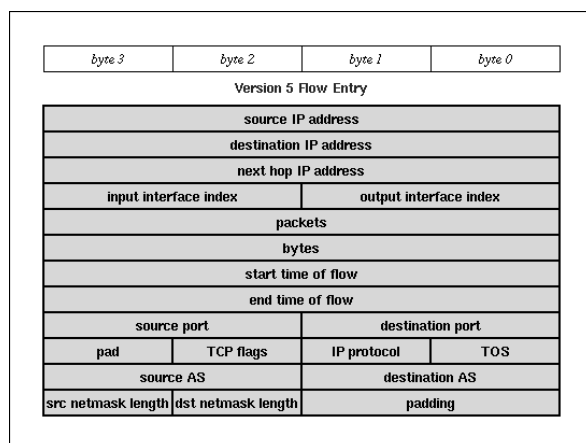 byte 3 byte 2 byte 1 byte 0
Version 5 Flow Entry
source IP address
destination IP address
next hop IP address
input interface index output interface index
packets
bytes
start time of flow
end time of flow
source port destination port
pad TCP flags IP protocol TOS
source AS destination AS
src netmask length dst netmask length padding